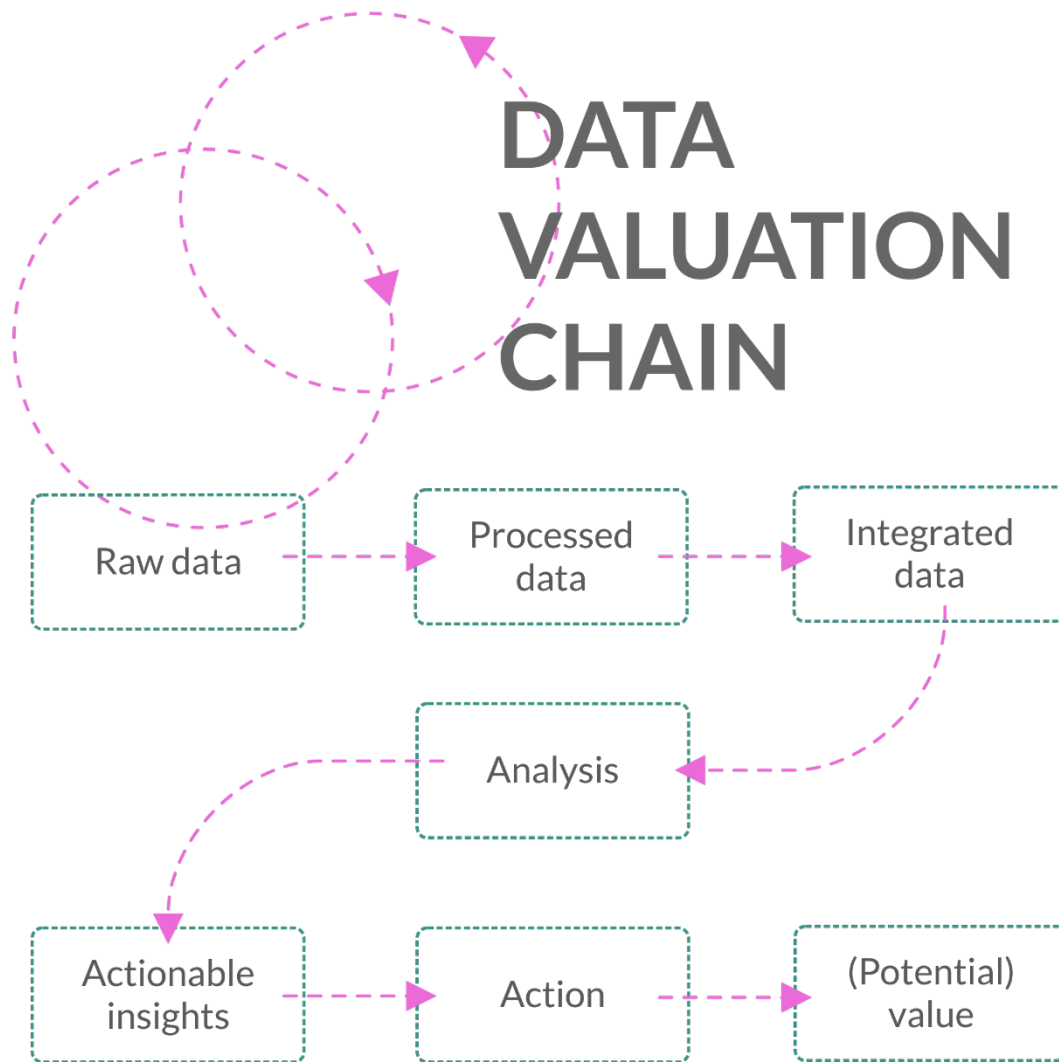 DATA
VALUATION
CHAIN
Raw data
Processed
data
Integrated
data
Analysis
Actionable
insights
Action
(Potential)
value